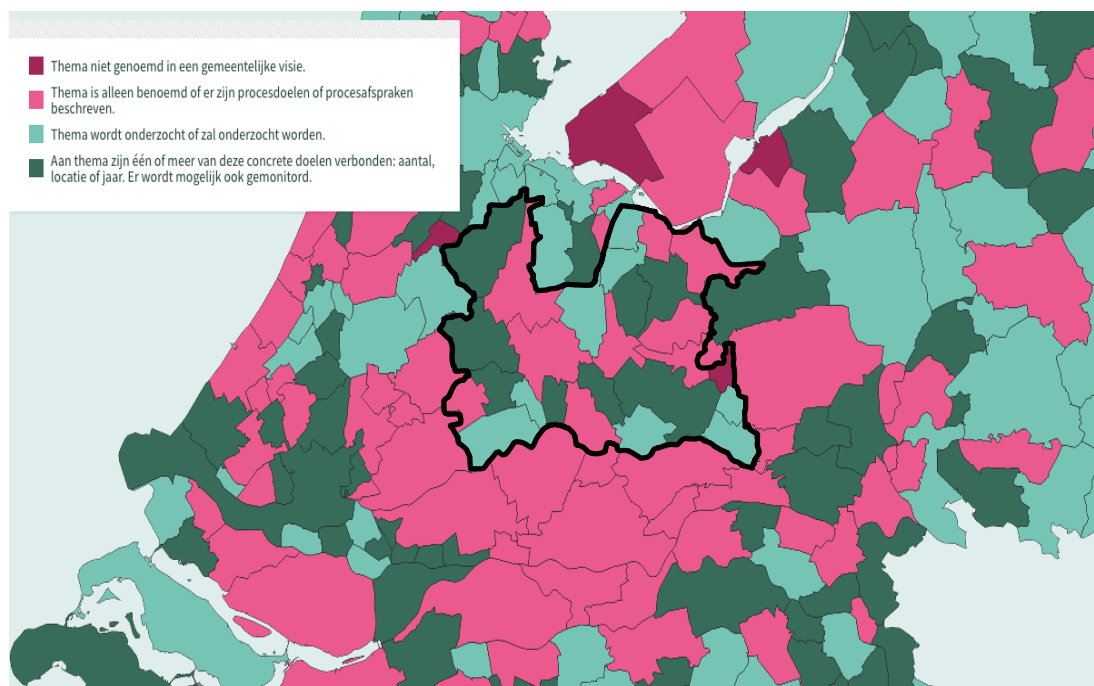 Thema niet genoemd in een gemeentelijke visie.
Thema is alleen benoemd of er zijn procesdoelen of procesafspraken
beschreven.
Thema wordt onderzocht of zal onderzocht worden.
Aan thema zijn één of meer van deze concrete doelen verbonden: aantal,
locatie of jaar. Er wordt mogelijk ook gemonitord.